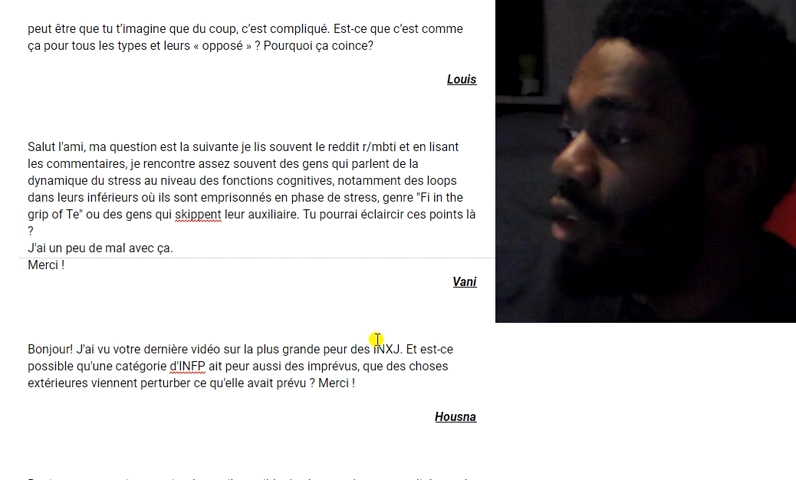 peut être que tu t'imagine que du coup, c'est compliqué. Est-ce que c'est comme
ça pour tous les types et leurs « opposé » ? Pourquoi ça coince?
Louis
Salut l'ami, ma question est la suivante je lis souvent le reddit r/mbti et en lisant
les commentaires, je rencontre assez souvent des gens qui parlent de la
dynamique du stress au niveau des fonctions cognitives, notamment des loops
dans leurs inférieurs où ils sont emprisonnés en phase de stress, genre "Fi in the
grip of Te" ou des gens qui skippent leur auxiliaire. Tu pourrai éclaircir ces points là
?
J'ai un peu de mal avec ça.
Merci !
Vani
Bonjour! J'ai vu votre dernière vidéo sur la plus grande peur des INXJ. Et est-ce
possible qu'une catégorie d'INFP ait peur aussi des imprévus, que des choses
extérieures viennent perturber ce qu'elle avait prévu ? Merci !
Housna